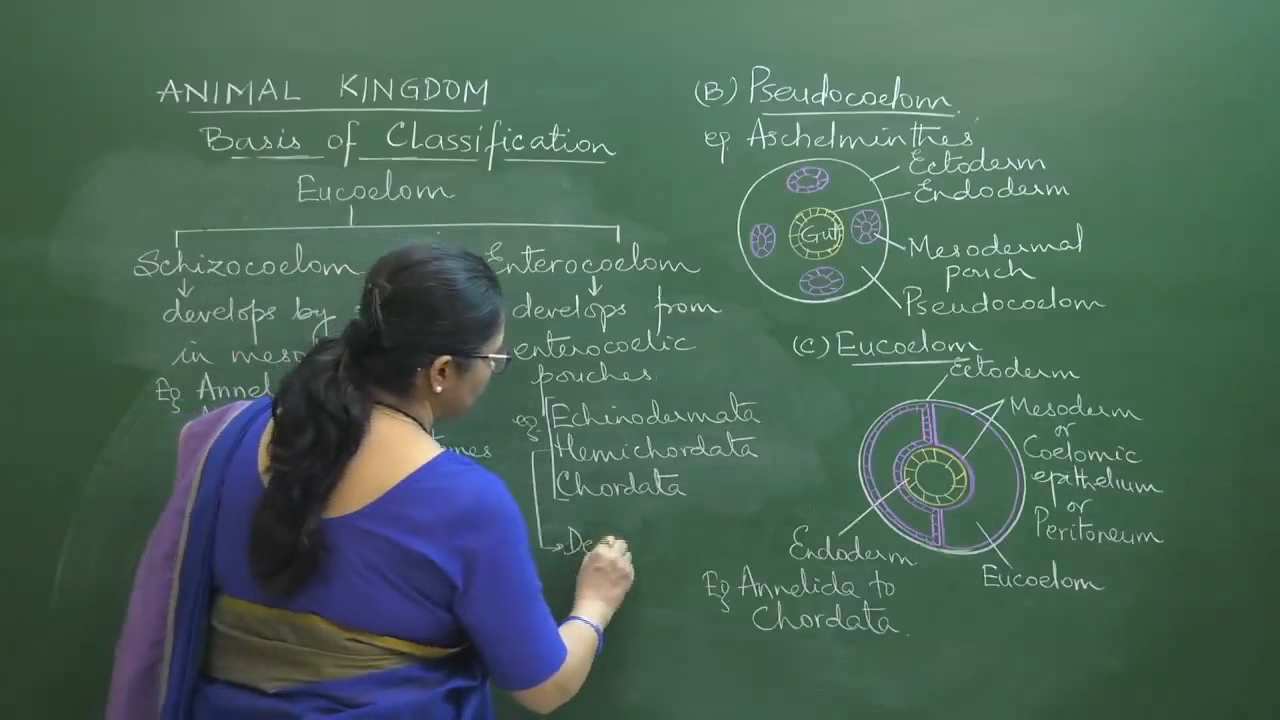 ANIMAL KINGDOM
Basis of Classification
Eucoelom
Schizocoelom
develops by
in
Eg
Enterocoelom
develops from
enterocoelic
pouches
eg. Echinodermata
Hemichordata
Chordata
(B) Pseudocoelom.
eg Aschelminthes
Ectoderm
Endoderm
Gut
Mesodermal
pouch
Pseudocoelom
(C) Eucoelom
Ectoderm
Mesoderm
or
Coelomic
epithelium
or
Peritoneum
Endoderm
Eucoelom
Eg Annelida to
Chordata.